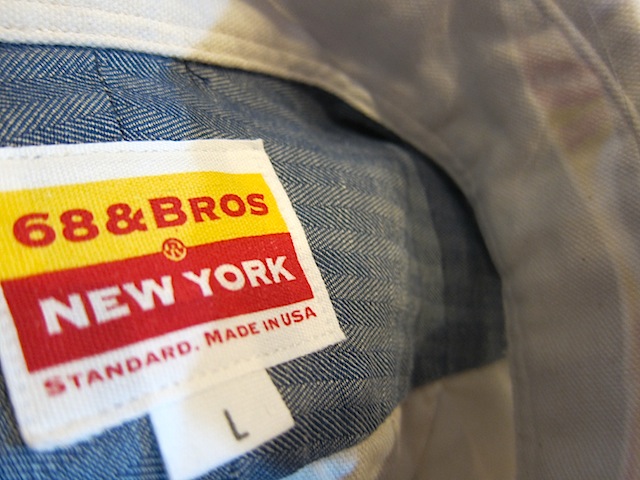 68&BROS
®
NEW YORK
STANDARD. MADE IN USA
L